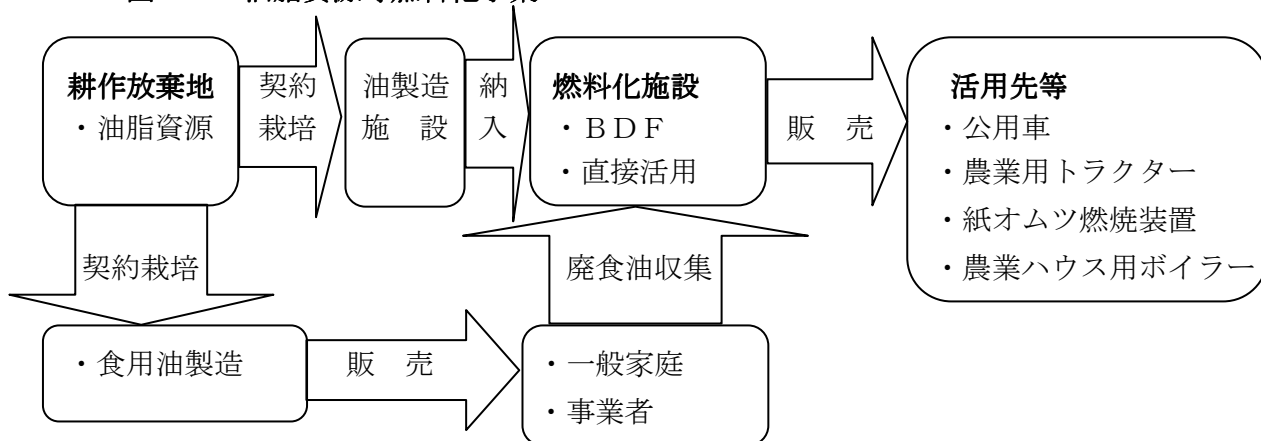 耕作放棄地
・油脂資源
契約
栽培
油製造
施　設
納
入
燃料化施設
・ＢＤＦ
・直接活用
販　売
活用先等
・公用車
・農業用トラクター
・紙オムツ燃焼装置
・農業ハウス用ボイラー
契約栽培
廃食油収集
・食用油製造
販　売
・一般家庭
・事業者